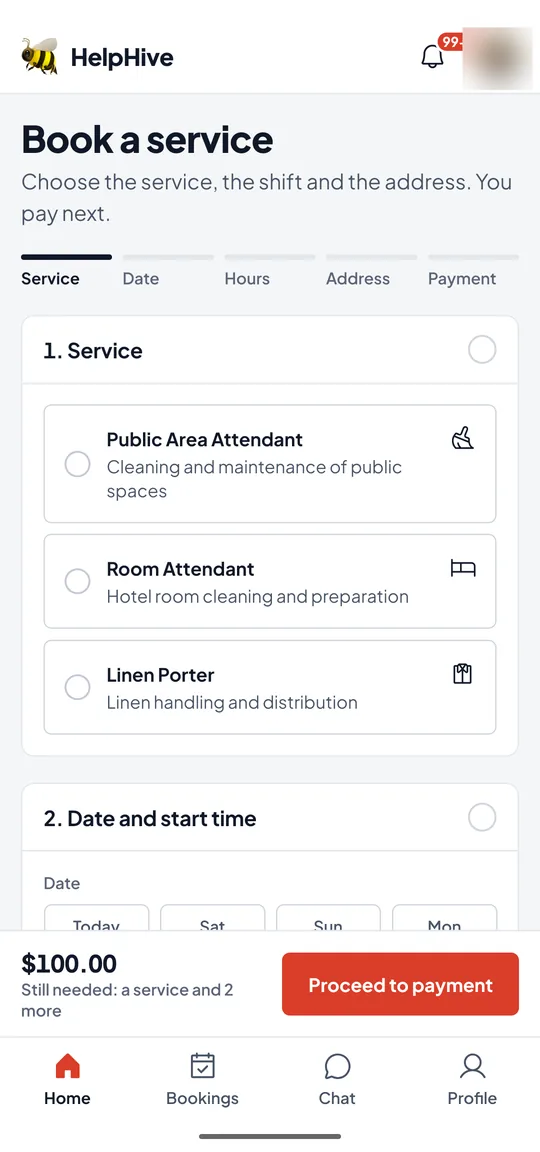 HelpHive
99+
Book a service
Choose the service, the shift and the address. You
pay next.
Service
Date
Hours
Address
Payment
1. Service
Public Area Attendant
Cleaning and maintenance of public
spaces
Room Attendant
Hotel room cleaning and preparation
Linen Porter
Linen handling and distribution
2. Date and start time
Date
Today
Sat
Sun
Mon
$100.00
Still needed: a service and 2
more
Proceed to payment
Home
Bookings
Chat
Profile